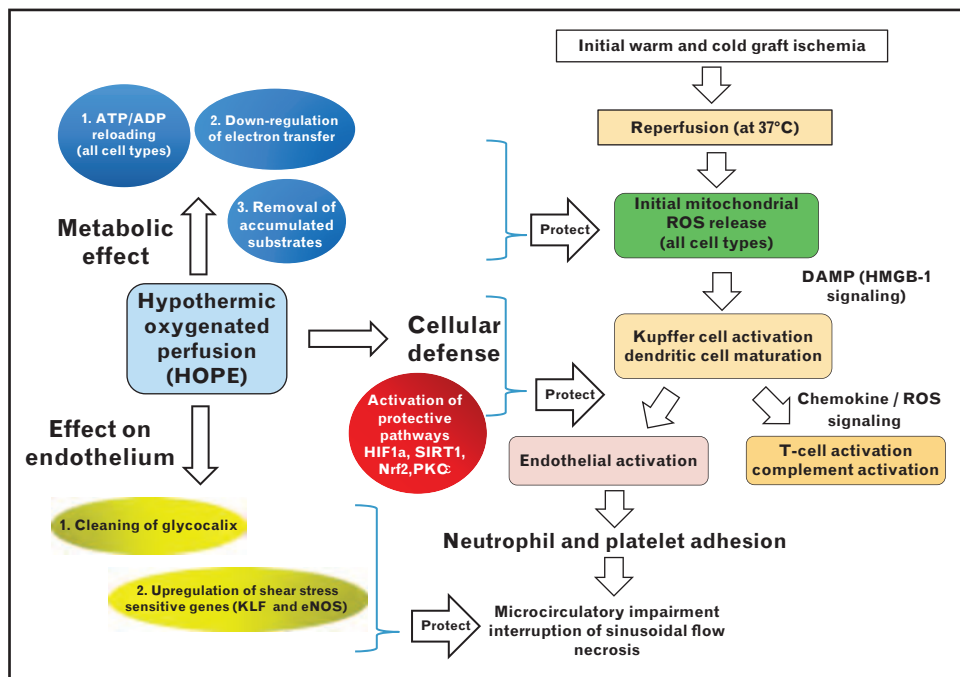 Initial warm and cold graft ischemia
Reperfusion (at 37°C)
Initial mitochondrial
ROS release
(all cell types)
DAMP (HMGB-1
signaling)
Kupffer cell activation
dendritic cell maturation
Chemokine / ROS
signaling
Endothelial activation
T-cell activation
complement activation
Neutrophil and platelet adhesion
Microcirculatory impairment
interruption of sinusoidal flow
necrosis
1. ATP/ADP
reloading
(all cell types)
2. Down-regulation
of electron transfer
3. Removal of
accumulated
substrates
Metabolic
effect
Protect
Hypothermic
oxygenated
perfusion
(HOPE)
Cellular
defense
Activation of
protective
pathways
HIF1a, SIRT1,
Nrf2,PKC
Protect
Effect on
endothelium
1. Cleaning of glycocalix
2. Upregulation of shear stress
sensitive genes (KLF and eNOS)
Protect